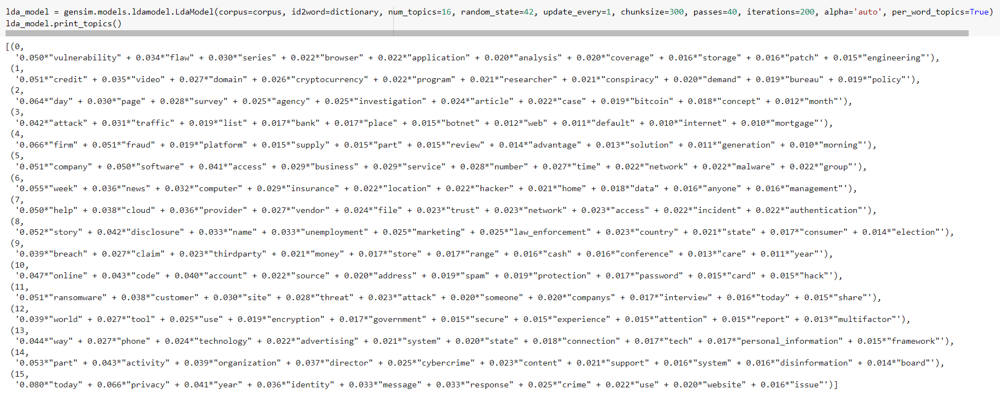 lda_model = gensim.models.ldamodel.LdaModel(corpus=corpus, id2word=dictionary, num_topics=16, random_state=42, update_every=1, chunksize=300, passes=40, iterations=200, alpha='auto', per_word_topics=True)
lda_model.print_topics()
[(0,
'0.050*"vulnerability" + 0.034*"flaw" + 0.030*"series" + 0.022*"browser" + 0.022*"application" + 0.020*"analysis" + 0.020*"coverage" + 0.016*"storage" + 0.016*"patch" + 0.015*"engineering"'),
(1,
'0.051*"credit" + 0.035*"video" + 0.027*"domain" + 0.026*"cryptocurrency" + 0.022*"program" + 0.021*"researcher" + 0.021*"conspiracy" + 0.020*"demand" + 0.019*"bureau" + 0.019*"policy"'),
(2,
'0.064*"day" + 0.030*"page" + 0.028*"survey" + 0.025*"agency" + 0.025*"investigation" + 0.024*"article" + 0.022*"case" + 0.019*"bitcoin" + 0.018*"concept" + 0.012*"month"'),
(3,
'0.042*"attack" + 0.031*"traffic" + 0.019*"list" + 0.017*"bank" + 0.017*"place" + 0.015*"botnet" + 0.012*"web" + 0.011*"default" + 0.010*"internet" + 0.010*"mortgage"'),
(4,
'0.066*"firm" + 0.051*"fraud" + 0.019*"platform" + 0.015*"supply" + 0.015*"part" + 0.015*"review" + 0.014*"advantage" + 0.013*"solution" + 0.011*"generation" + 0.010*"morning"'),
(5,
'0.051*"company" + 0.050*"software" + 0.041*"access" + 0.029*"business" + 0.029*"service" + 0.028*"number" + 0.027*"time" + 0.022*"network" + 0.022*"malware" + 0.022*"group"'),
(6,
'0.055*"week" + 0.036*"news" + 0.032*"computer" + 0.029*"insurance" + 0.022*"location" + 0.022*"hacker" + 0.021*"home" + 0.018*"data" + 0.016*"anyone" + 0.016*"management"'),
(7,
'0.050*"help" + 0.038*"cloud" + 0.036*"provider" + 0.027*"vendor" + 0.024*"file" + 0.023*"trust" + 0.023*"network" + 0.023*"access" + 0.022*"incident" + 0.022*"authentication"'),
(8,
'0.052*"story" + 0.042*"disclosure" + 0.033*"name" + 0.033*"unemployment" + 0.025*"marketing" + 0.025*"law_enforcement" + 0.023*"country" + 0.021*"state" + 0.017*"consumer" + 0.014*"election"'),
(9,
'0.039*"breach" + 0.027*"claim" + 0.023*"thirdparty" + 0.021*"money" + 0.017*"store" + 0.017*"range" + 0.016*"cash" + 0.016*"conference" + 0.013*"care" + 0.011*"year"'),
(10,
'0.047*"online" + 0.043*"code" + 0.040*"account" + 0.022*"source" + 0.020*"address" + 0.019*"spam" + 0.019*"protection" + 0.017*"password" + 0.015*"card" + 0.015*"hack"'),
(11,
'0.051*"ransomware" + 0.038*"customer" + 0.030*"site" + 0.028*"threat" + 0.023*"attack" + 0.020*"someone" + 0.020*"companys" + 0.017*"interview" + 0.016*"today" + 0.015*"share"'),
(12,
'0.039*"world" + 0.027*"tool" + 0.025*"use" + 0.019*"encryption" + 0.017*"government" + 0.015*"secure" + 0.015*"experience" + 0.015*"attention" + 0.015*"report" + 0.013*"multifactor"'),
(13,
'0.044*"way" + 0.027*"phone" + 0.024*"technology" + 0.022*"advertising" + 0.021*"system" + 0.020*"state" + 0.018*"connection" + 0.017*"tech" + 0.017*"personal_information" + 0.015*"framework"'),
(14,
'0.053*"part" + 0.043*"activity" + 0.039*"organization" + 0.037*"director" + 0.025*"cybercrime" + 0.023*"content" + 0.021*"support" + 0.016*"system" + 0.016*"disinformation" + 0.014*"board"'),
(15,
'0.080*"today" + 0.066*"privacy" + 0.041*"year" + 0.036*"identity" + 0.033*"message" + 0.033*"response" + 0.025*"crime" + 0.022*"use" + 0.020*"website" + 0.016*"issue"')]